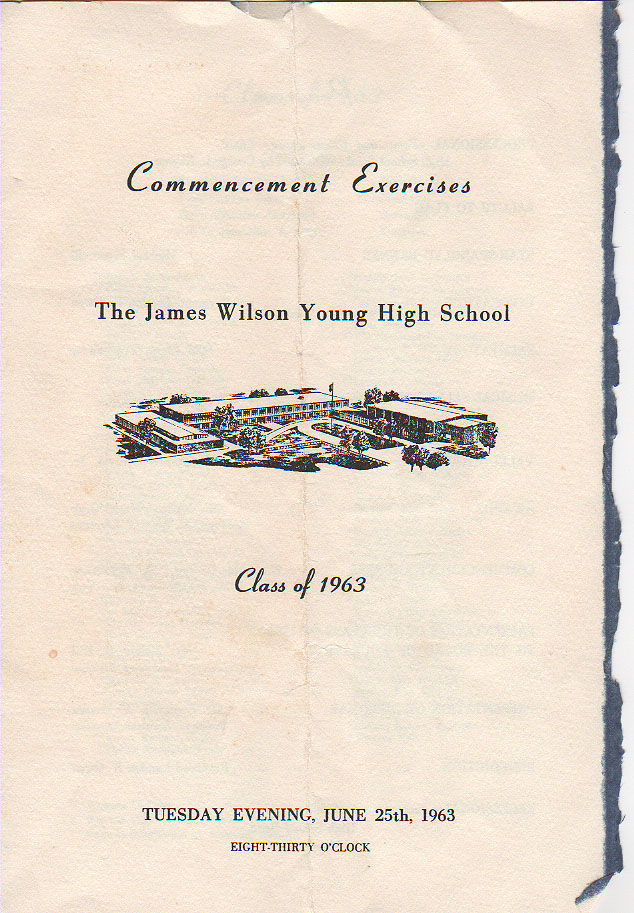 Commencement Exercises
The James Wilson Young High School
Class of 1963
TUESDAY EVENING, JUNE 25th, 1963
EIGHT-THIRTY O'CLOCK